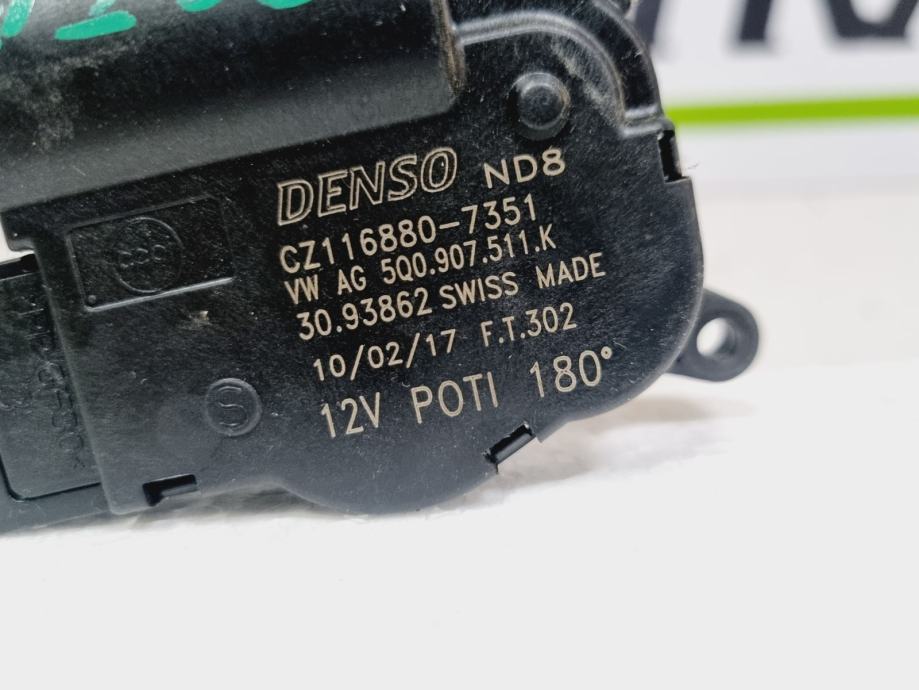 DENSO ND8
CZ116880-7351
VW AG 5Q0.907.511.K
30.93862 SWISS MADE
10/02/17 F.T.302
12V POTI 180°
S